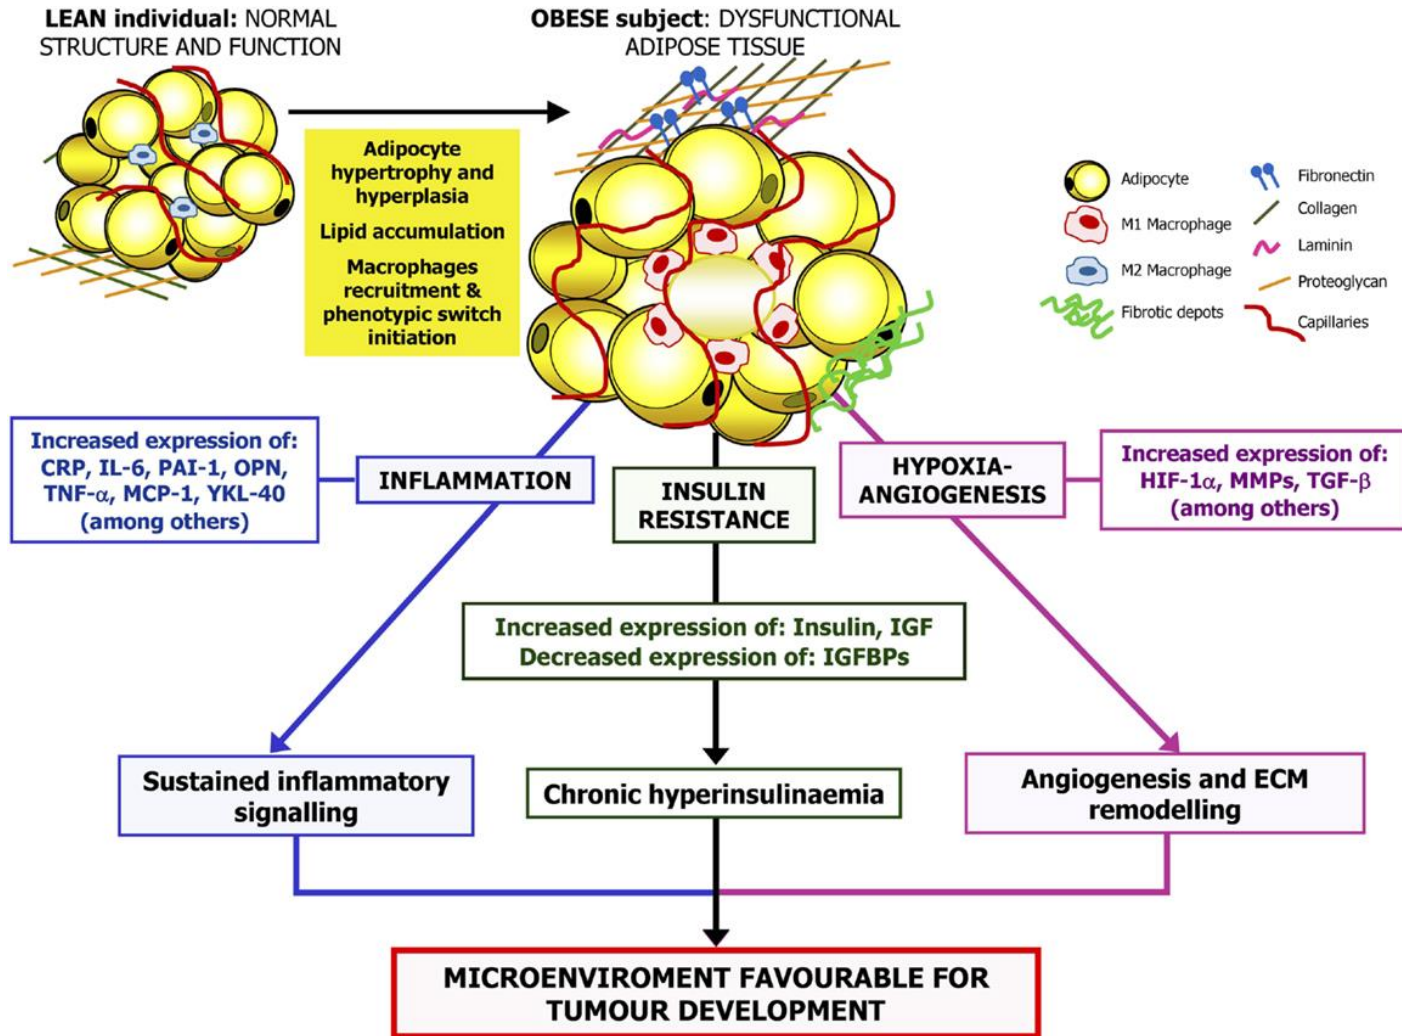 LEAN individual: NORMAL
STRUCTURE AND FUNCTION
OBESE subject: DYSFUNCTIONAL
ADIPOSE TISSUE
Adipocyte
hypertrophy and
hyperplasia
Lipid accumulation
Macrophages
recruitment &
phenotypic switch
initiation
Adipocyte
M1 Macrophage
M2 Macrophage
Fibrotic depots
Fibronectin
Collagen
Laminin
Proteoglycan
Capillaries
Increased expression of:
CRP, IL-6, PAI-1, OPN,
TNF-α, MCP-1, YKL-40
(among others)
INFLAMMATION
INSULIN
RESISTANCE
HYPOXIA-
ANGIOGENESIS
Increased expression of:
HIF-1α, MMPs, TGF-β
(among others)
Increased expression of: Insulin, IGF
Decreased expression of: IGFBPs
Sustained inflammatory
signalling
Chronic hyperinsulinaemia
Angiogenesis and ECM
remodelling
MICROENVIROMENT FAVOURABLE FOR
TUMOUR DEVELOPMENT